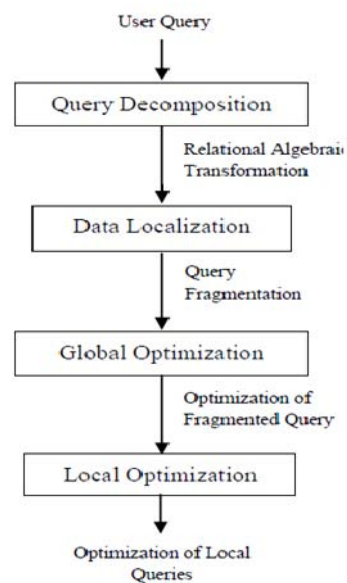 User Query
Query Decomposition
Relational Algebraic
Transformation
Data Localization
Query
Fragmentation
Global Optimization
Optimization of
Fragmented Query
Local Optimization
Optimization of Local
Queries